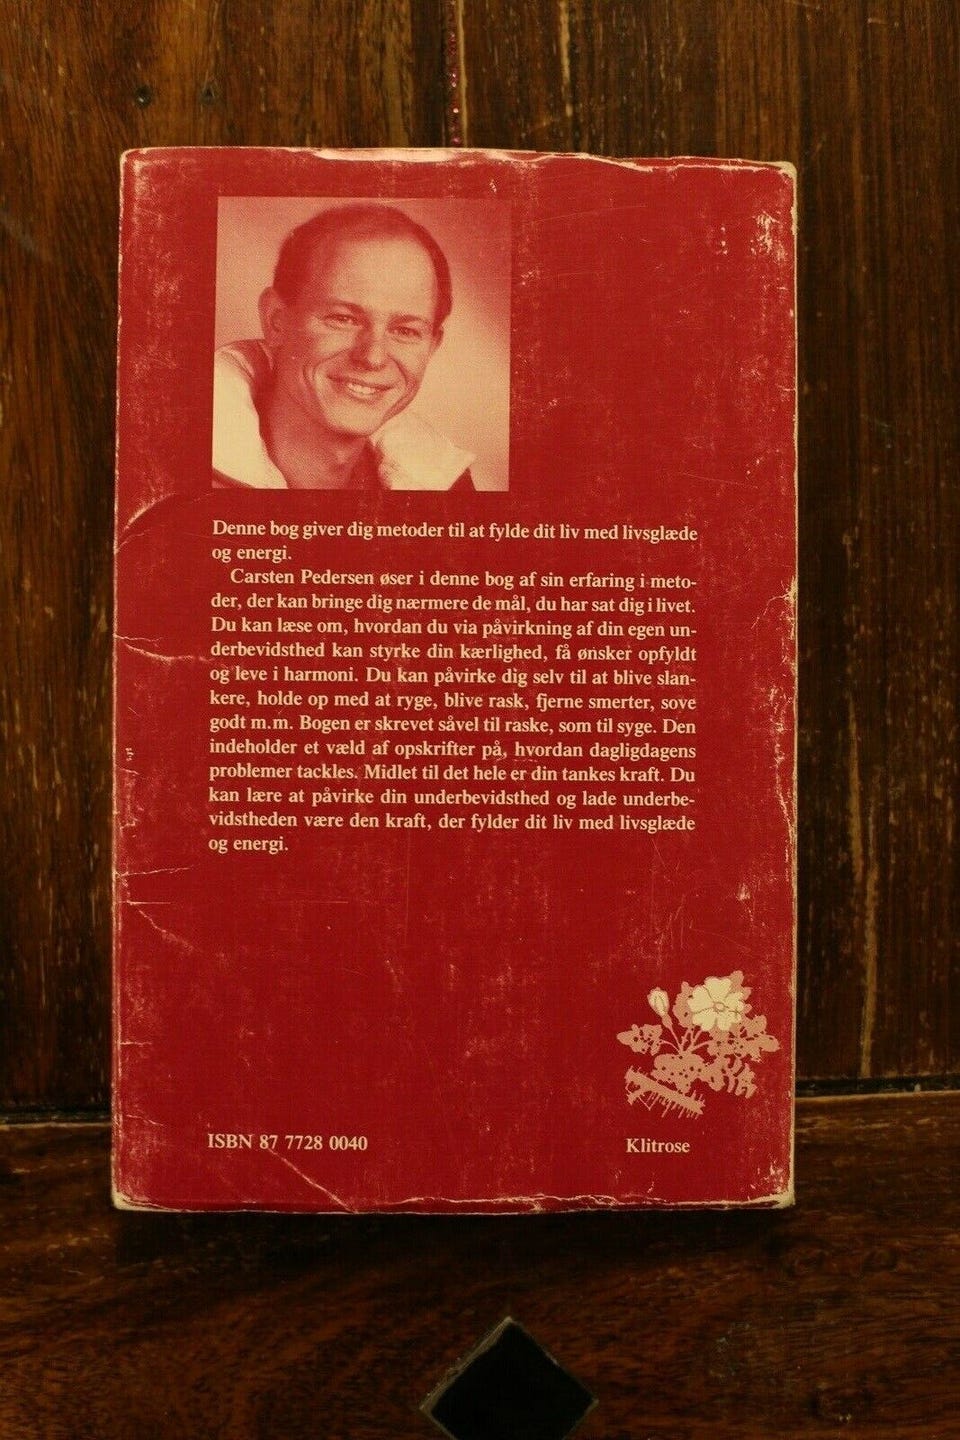 Denne bog giver dig metoder til at fylde dit liv med livsglæde
og energi.
Carsten Pedersen øser i denne bog af sin erfaring i meto-
der, der kan bringe dig nærmere de mål, du har sat dig i livet.
Du kan læse om, hvordan du via påvirkning af din egen un-
derbevidsthed kan styrke din kærlighed, få ønsker opfyldt
og leve i harmoni. Du kan påvirke dig selv til at blive slan-
kere, holde op med at ryge, blive rask, fjerne smerter, sove
godt m.m. Bogen er skrevet såvel til raske, som til syge. Den
indeholder et væld af opskrifter på, hvordan dagligdagens
problemer tackles. Midlet til det hele er din tankes kraft. Du
kan lære at påvirke din underbevidsthed og lade underbe-
vidstheden være den kraft, der fylder dit liv med livsglæde
og energi.
ISBN 87 7728 0040
Klitrose